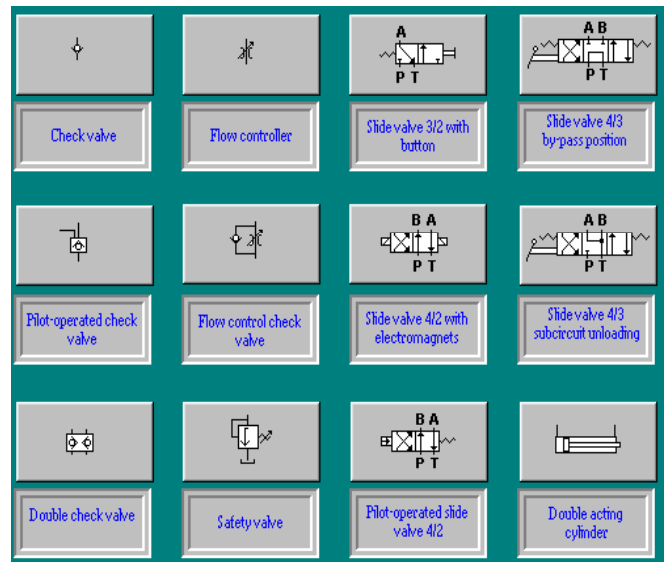 A
P T
A B
P T
Check valve
Flow controller
Slide valve 3/2 with
button
Slide valve 4/3
by-pass position
B A
P T
A B
P T
Pilot-operated check
valve
Flow control check
valve
Slide valve 4/2 with
electromagnets
Slide valve 4/3
subcircuit unloading
B A
P T
Double check valve
Safety valve
Pilot-operated slide
valve 4/2
Double acting
cylinder